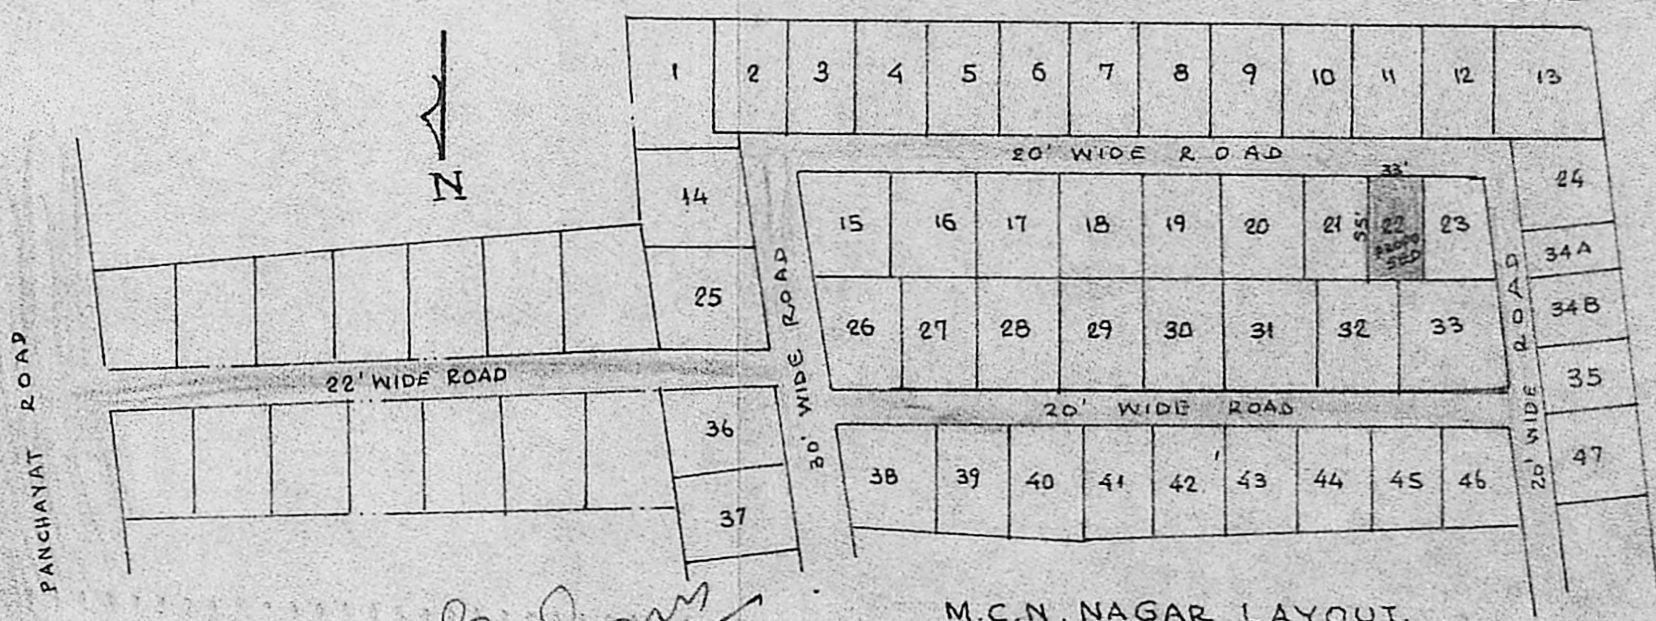 1 2 3 4 5 6 7 8 9 10 11 12 13
N
20' WIDE ROAD
14
33'
15 16 17 18 19 20 21 55' 22 23
PROPO
SED
24
34A
25
30' WIDE ROAD
26 27 28 29 30 31 32 33
20' WIDE ROAD
34B
35
PANCHAYAT ROAD
22' WIDE ROAD
20' WIDE ROAD
36
37
38 39 40 41 42 43 44 45 46
47
M.C.N. NAGAR LAYOUT.